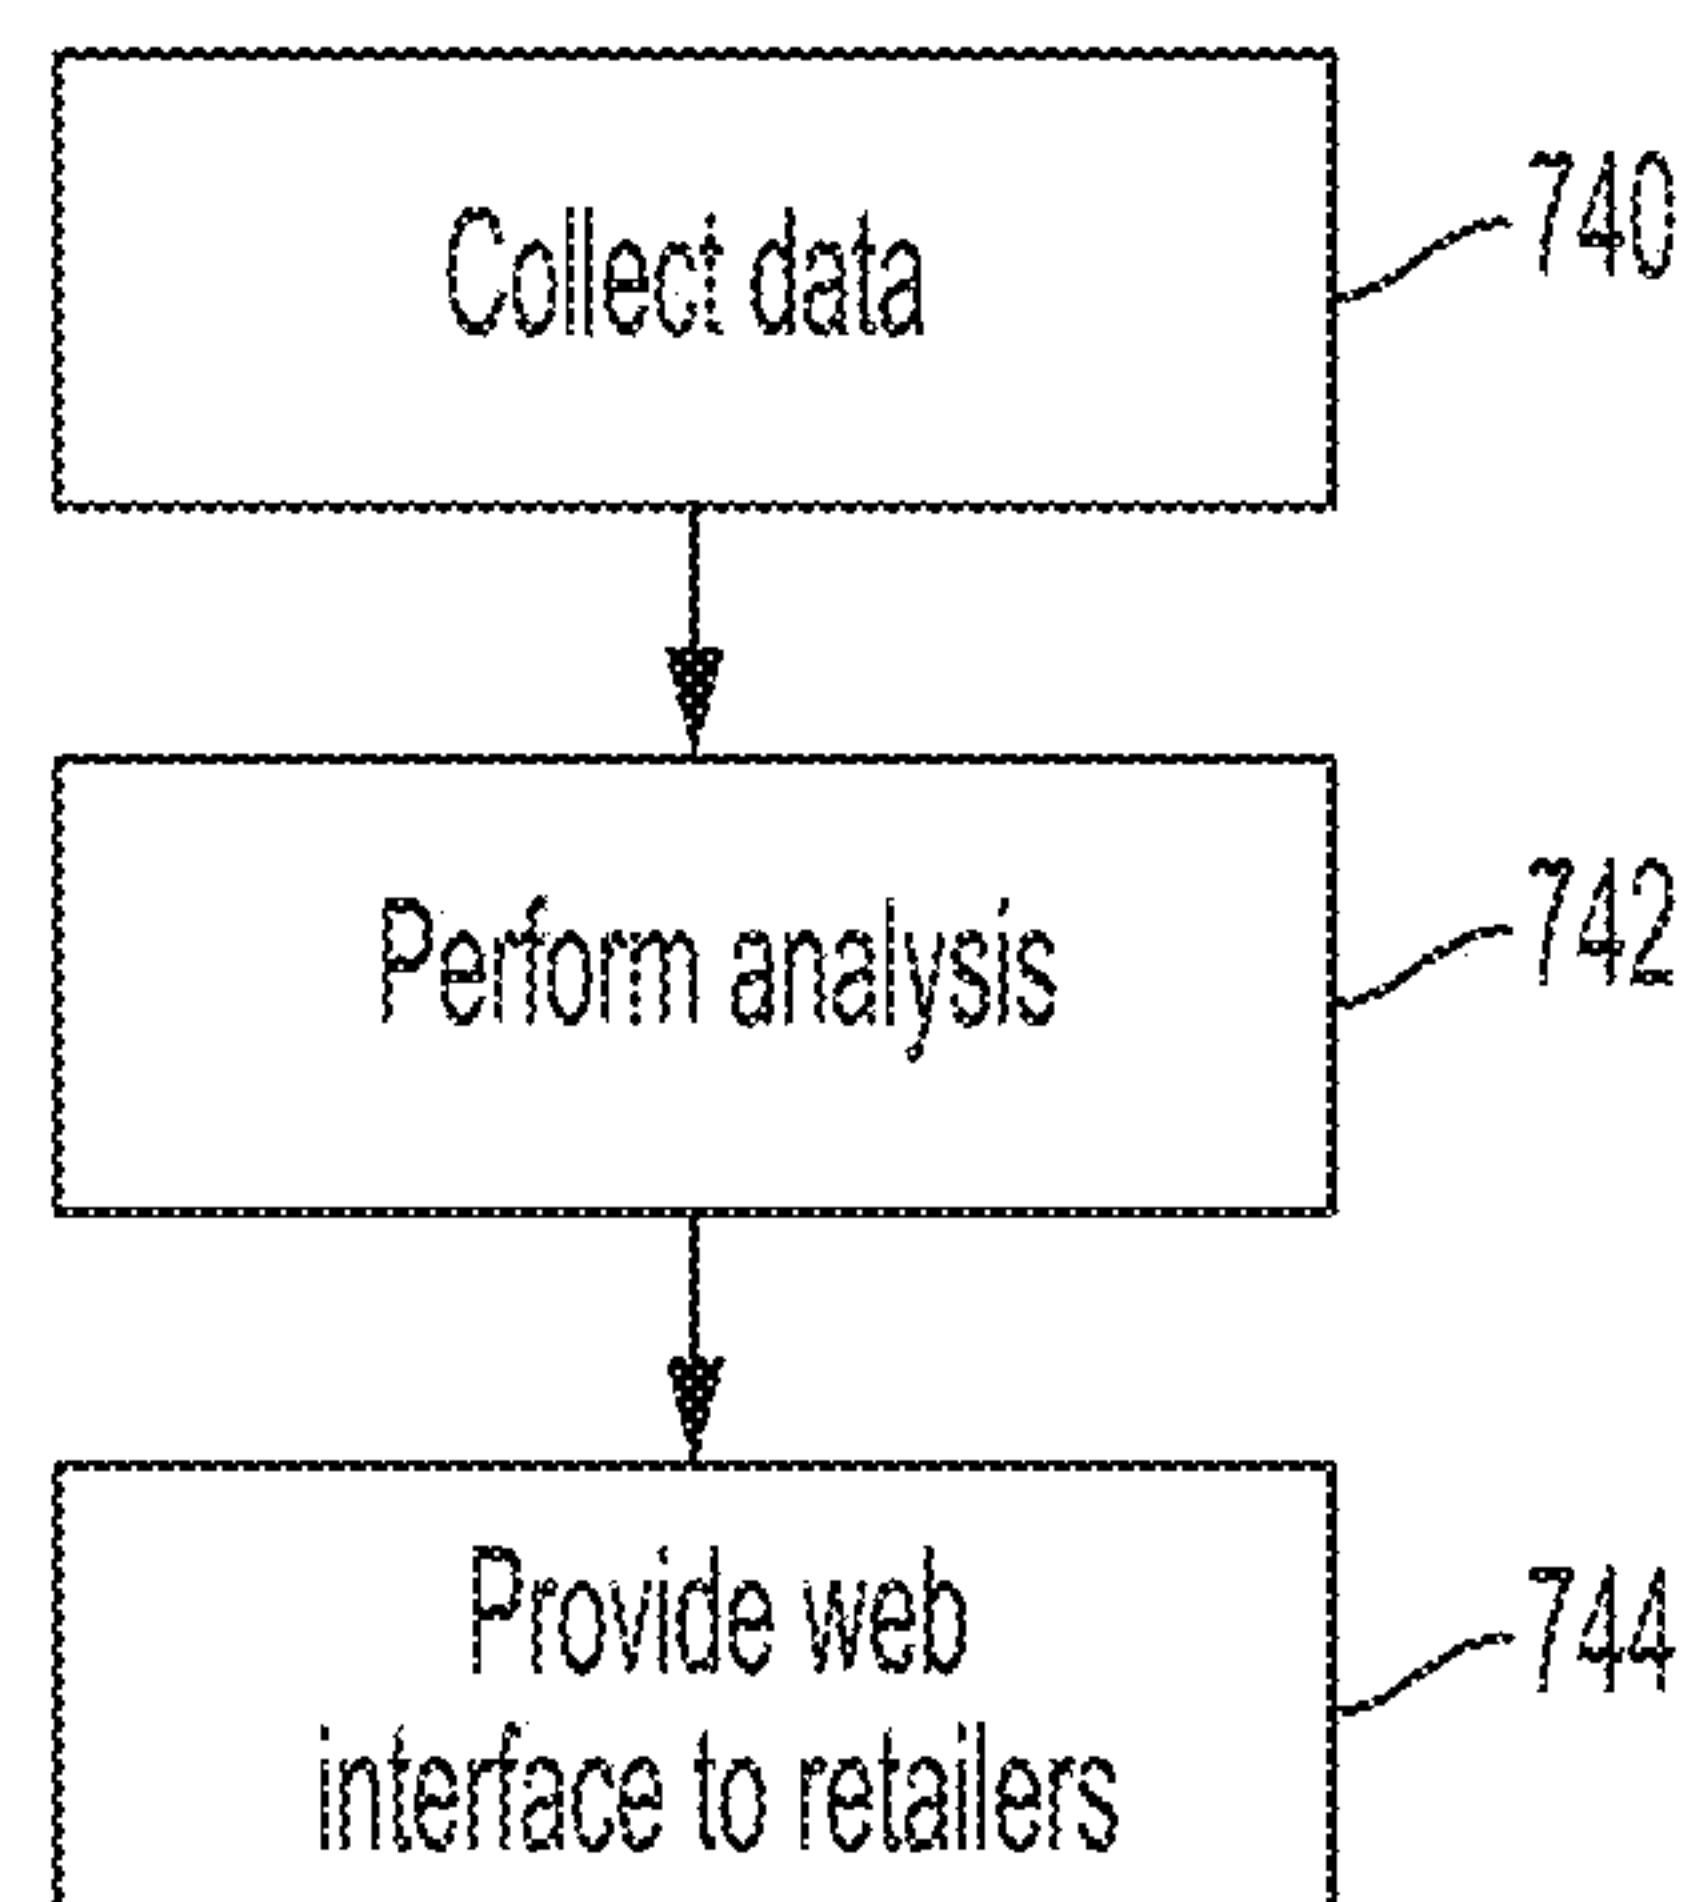 Collect data
740
Perform analysis
742
Provide web
interface to retailers
744